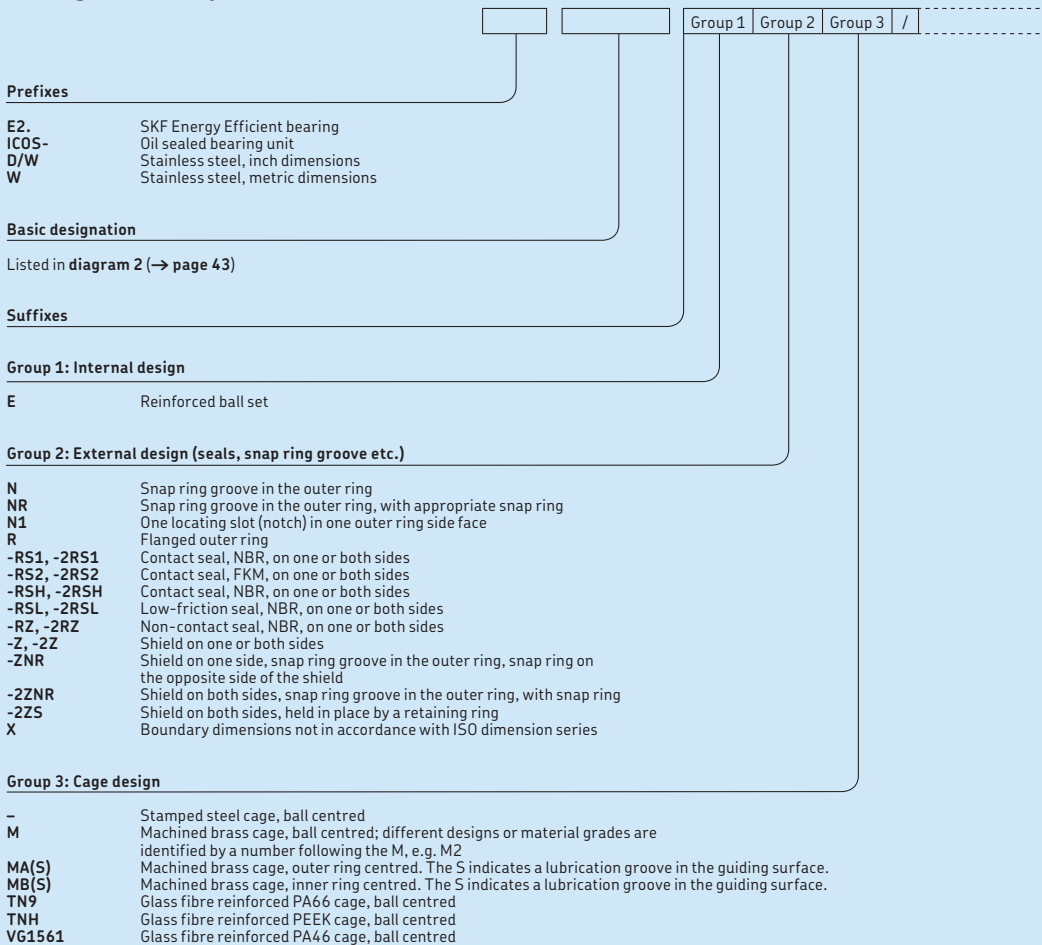 Group 1 Group 2 Group 3 /
Prefixes
E2. SKF Energy Efficient bearing
ICOS- Oil sealed bearing unit
D/W Stainless steel, inch dimensions
W Stainless steel, metric dimensions
Basic designation
Listed in diagram 2 (→ page 43)
Suffixes
Group 1: Internal design
E Reinforced ball set
Group 2: External design (seals, snap ring groove etc.)
N Snap ring groove in the outer ring
NR Snap ring groove in the outer ring, with appropriate snap ring
N1 One locating slot (notch) in one outer ring side face
R Flanged outer ring
-RS1, -2RS1 Contact seal, NBR, on one or both sides
-RS2, -2RS2 Contact seal, FKM, on one or both sides
-RSH, -2RSH Contact seal, NBR, on one or both sides
-RSL, -2RSL Low-friction seal, NBR, on one or both sides
-RZ, -2RZ Non-contact seal, NBR, on one or both sides
-Z, -2Z Shield on one or both sides
-ZNR Shield on one side, snap ring groove in the outer ring, snap ring on
the opposite side of the shield
-2ZNR Shield on both sides, snap ring groove in the outer ring, with snap ring
-2ZS Shield on both sides, held in place by a retaining ring
X Boundary dimensions not in accordance with ISO dimension series
Group 3: Cage design
– Stamped steel cage, ball centred
M Machined brass cage, ball centred; different designs or material grades are
identified by a number following the M, e.g. M2
MA(S) Machined brass cage, outer ring centred. The S indicates a lubrication groove in the guiding surface.
MB(S) Machined brass cage, inner ring centred. The S indicates a lubrication groove in the guiding surface.
TN9 Glass fibre reinforced PA66 cage, ball centred
TNH Glass fibre reinforced PEEK cage, ball centred
VG1561 Glass fibre reinforced PA46 cage, ball centred